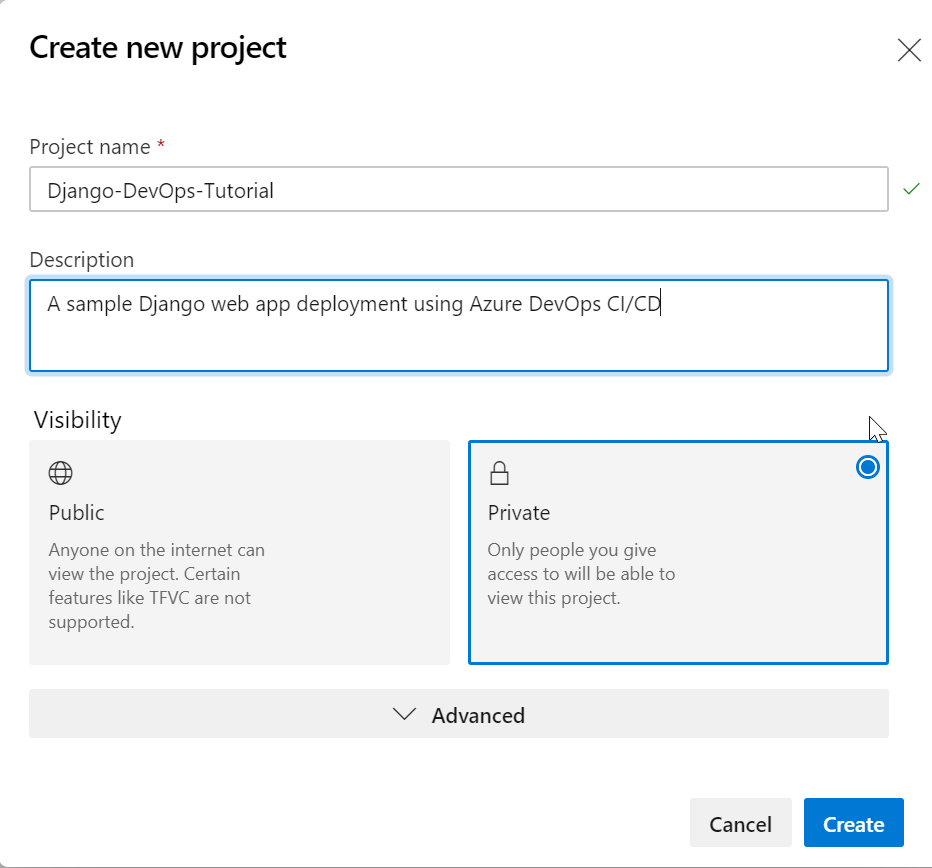 Create new project
Project name *
Django-DevOps-Tutorial
Description
A sample Django web app deployment using Azure DevOps CI/CD
Visibility
Public
Anyone on the internet can
view the project. Certain
features like TFVC are not
supported.
Private
Only people you give
access to will be able to
view this project.
Advanced
Cancel
Create